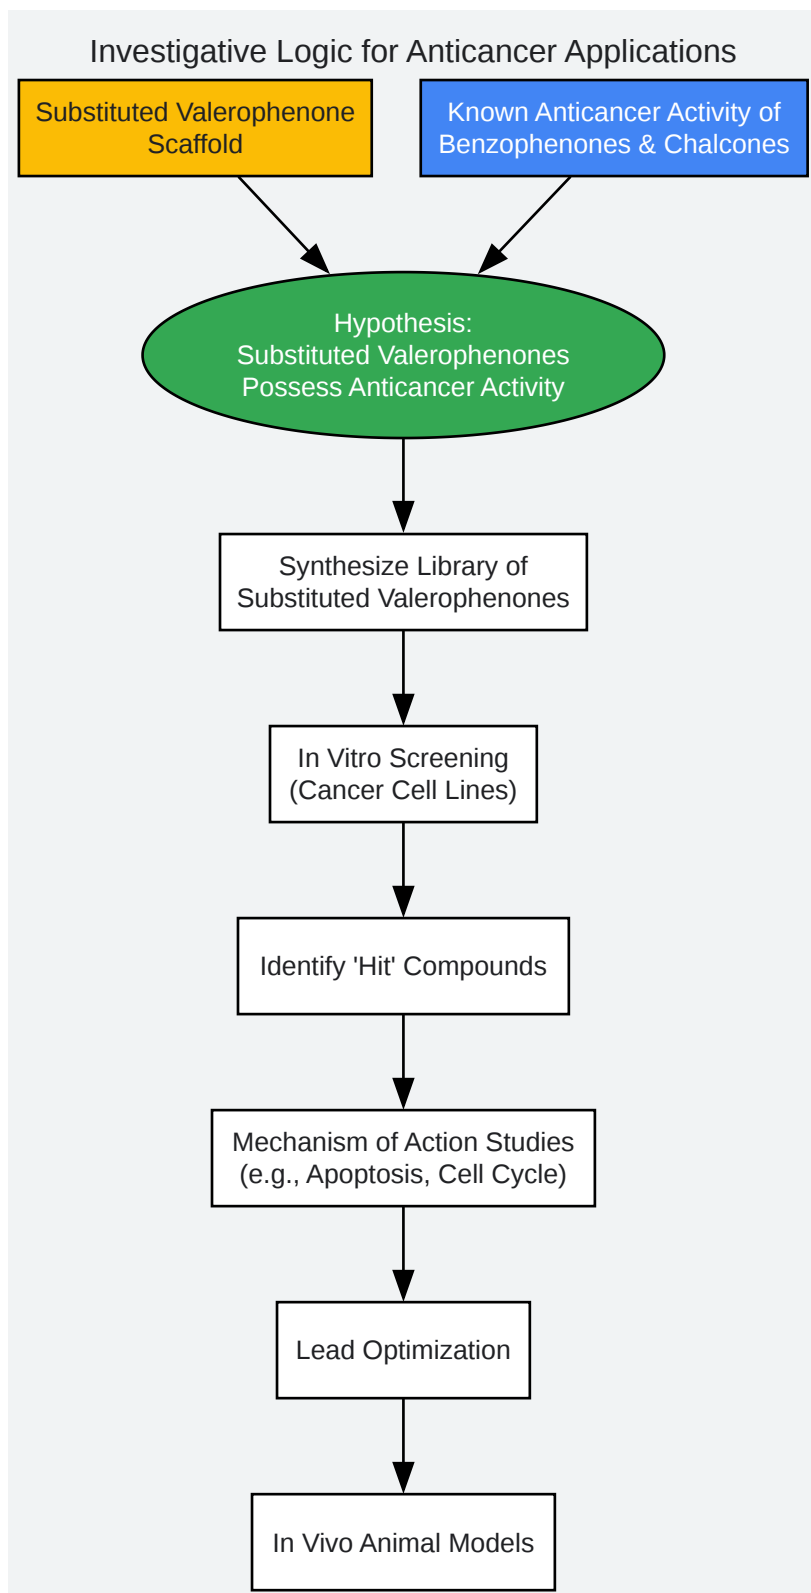 Investigative Logic for Anticancer Applications
Substituted Valerophenone
Scaffold
Known Anticancer Activity of
Benzophenones & Chalcones
Hypothesis:
Substituted Valerophenones
Possess Anticancer Activity
Synthesize Library of
Substituted Valerophenones
In Vitro Screening
(Cancer Cell Lines)
Identify 'Hit' Compounds
Mechanism of Action Studies
(e.g., Apoptosis, Cell Cycle)
Lead Optimization
In Vivo Animal Models